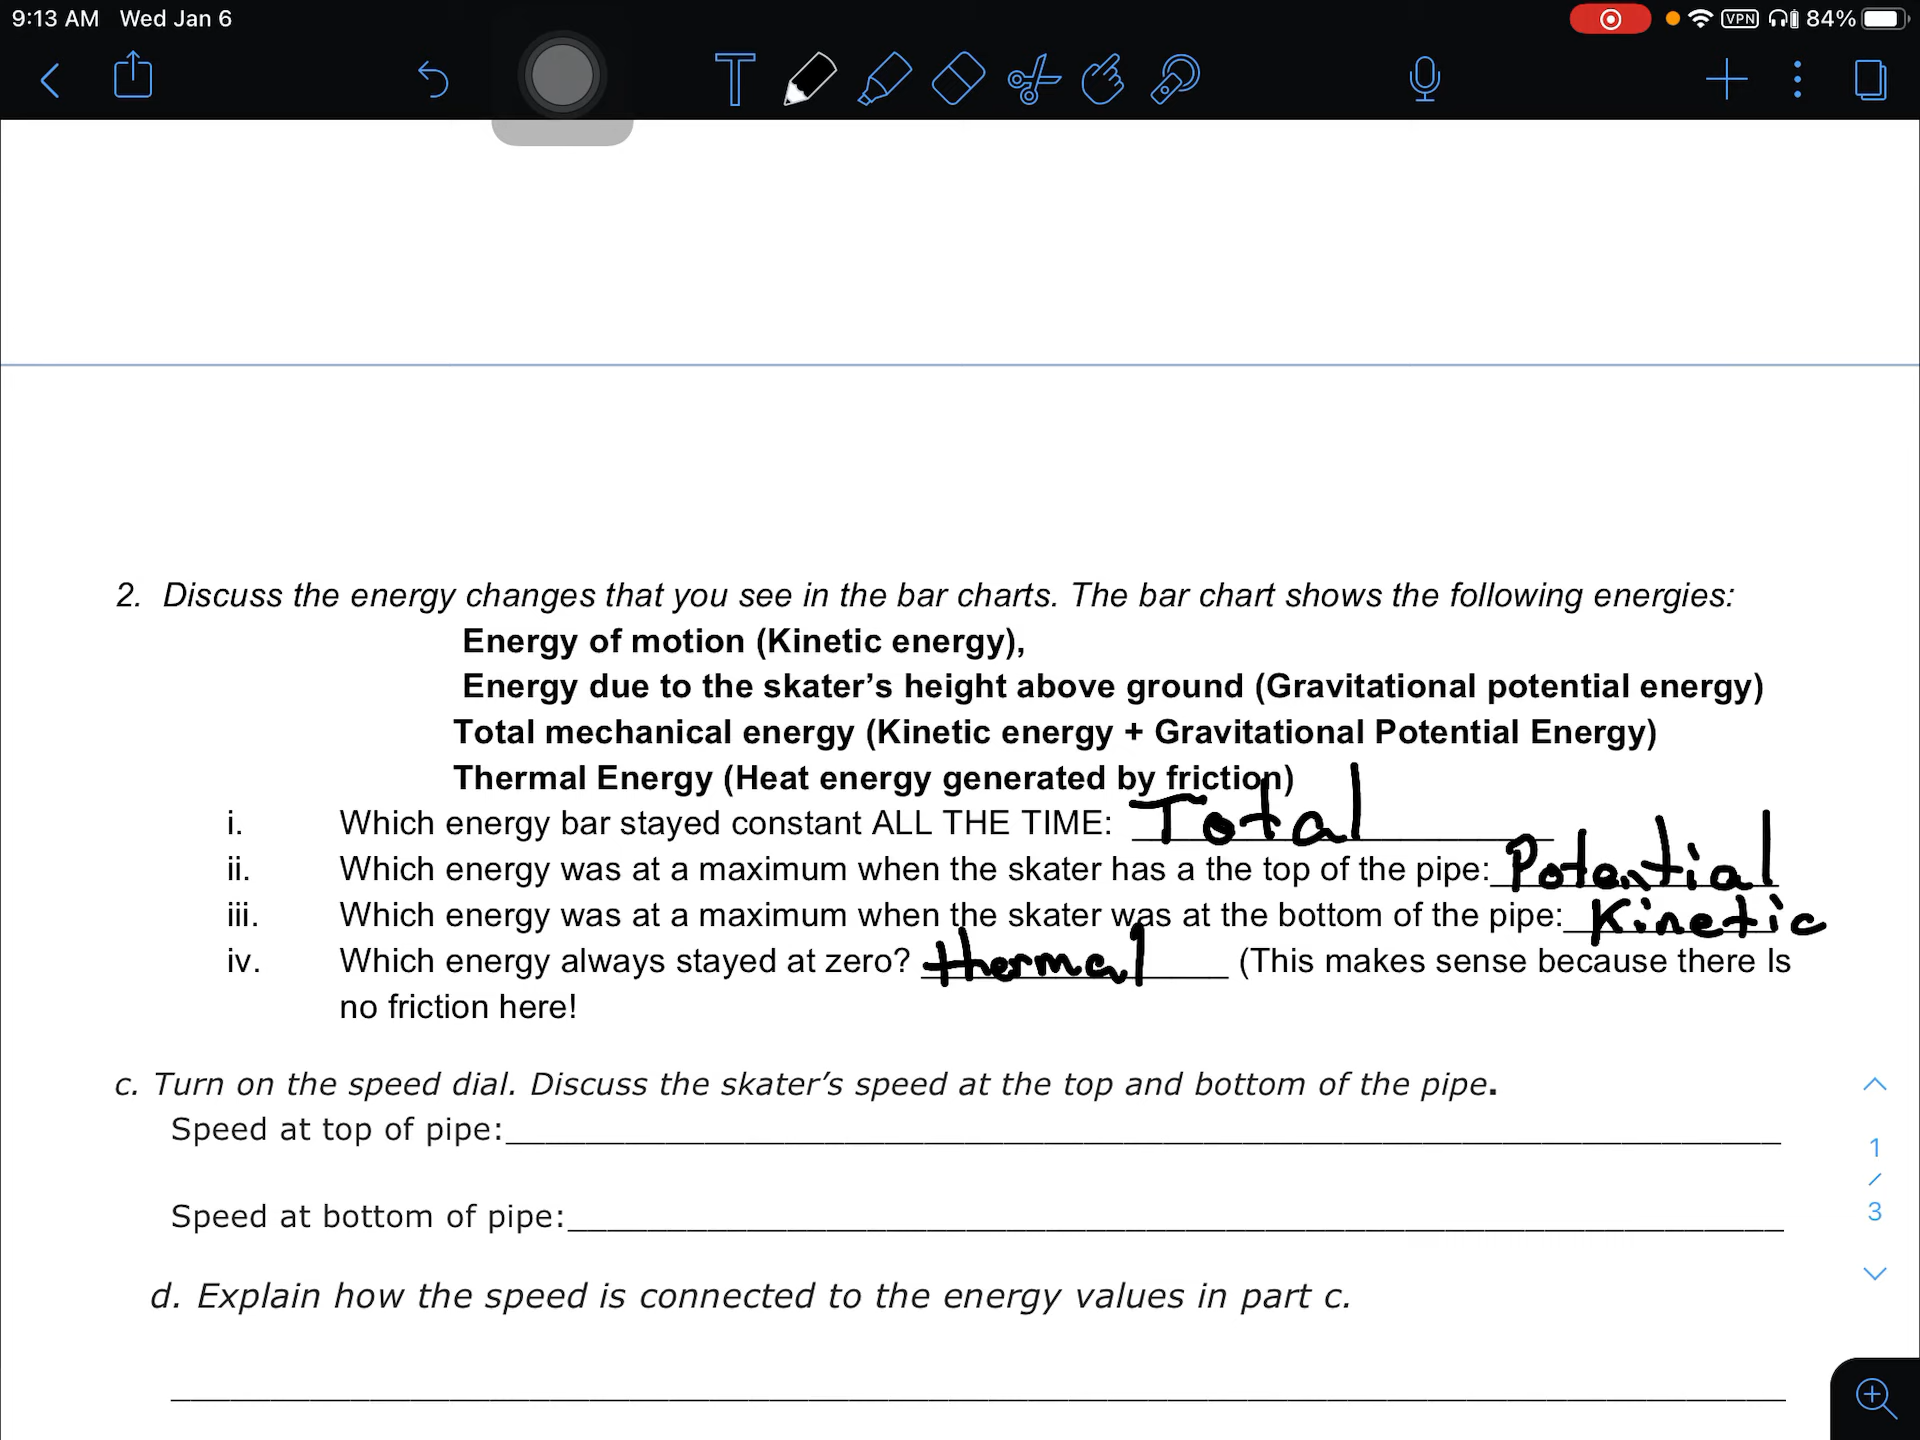 9:13 AM Wed Jan 6
VPN 84%
2. Discuss the energy changes that you see in the bar charts. The bar chart shows the following energies:
Energy of motion (Kinetic energy),
Energy due to the skater’s height above ground (Gravitational potential energy)
Total mechanical energy (Kinetic energy + Gravitational Potential Energy)
Thermal Energy (Heat energy generated by friction)
i. Which energy bar stayed constant ALL THE TIME: Total
ii. Which energy was at a maximum when the skater has a the top of the pipe: Potential
iii. Which energy was at a maximum when the skater was at the bottom of the pipe: Kinetic
iv. Which energy always stayed at zero? thermal (This makes sense because there Is
no friction here!
c. Turn on the speed dial. Discuss the skater’s speed at the top and bottom of the pipe.
Speed at top of pipe:
1
/
3
Speed at bottom of pipe:
d. Explain how the speed is connected to the energy values in part c.